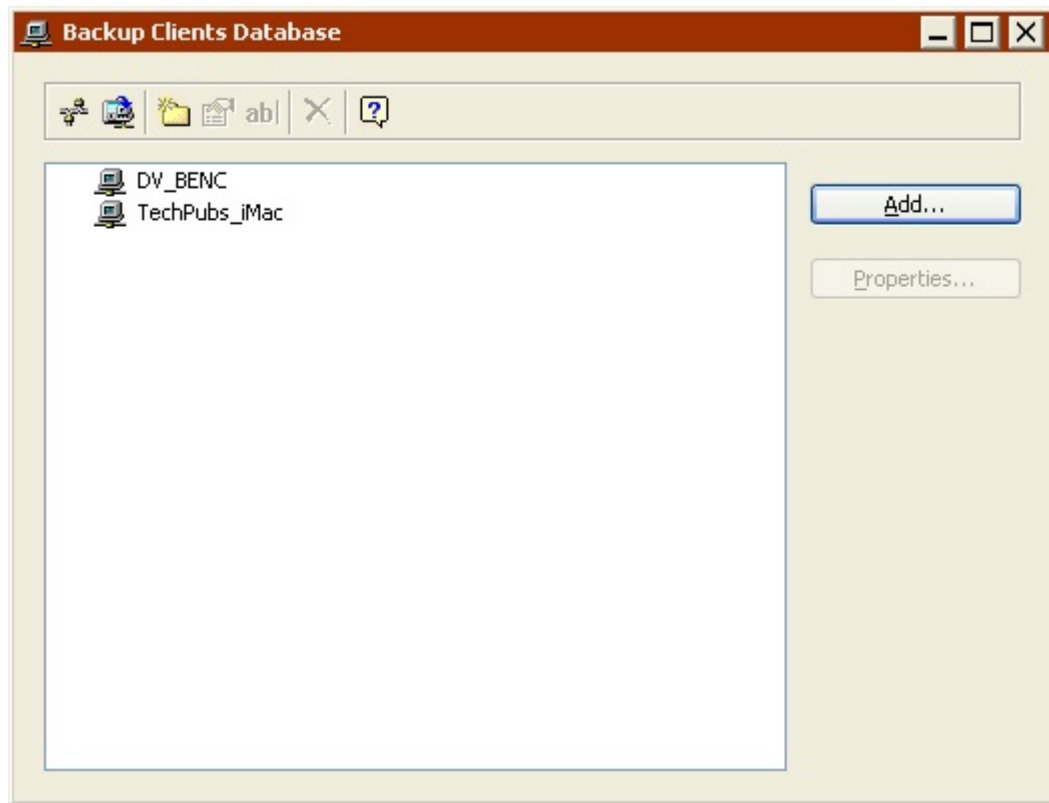 Backup Clients Database
ab|
DV_BENC
TechPubs_iMac
Add...
Properties...